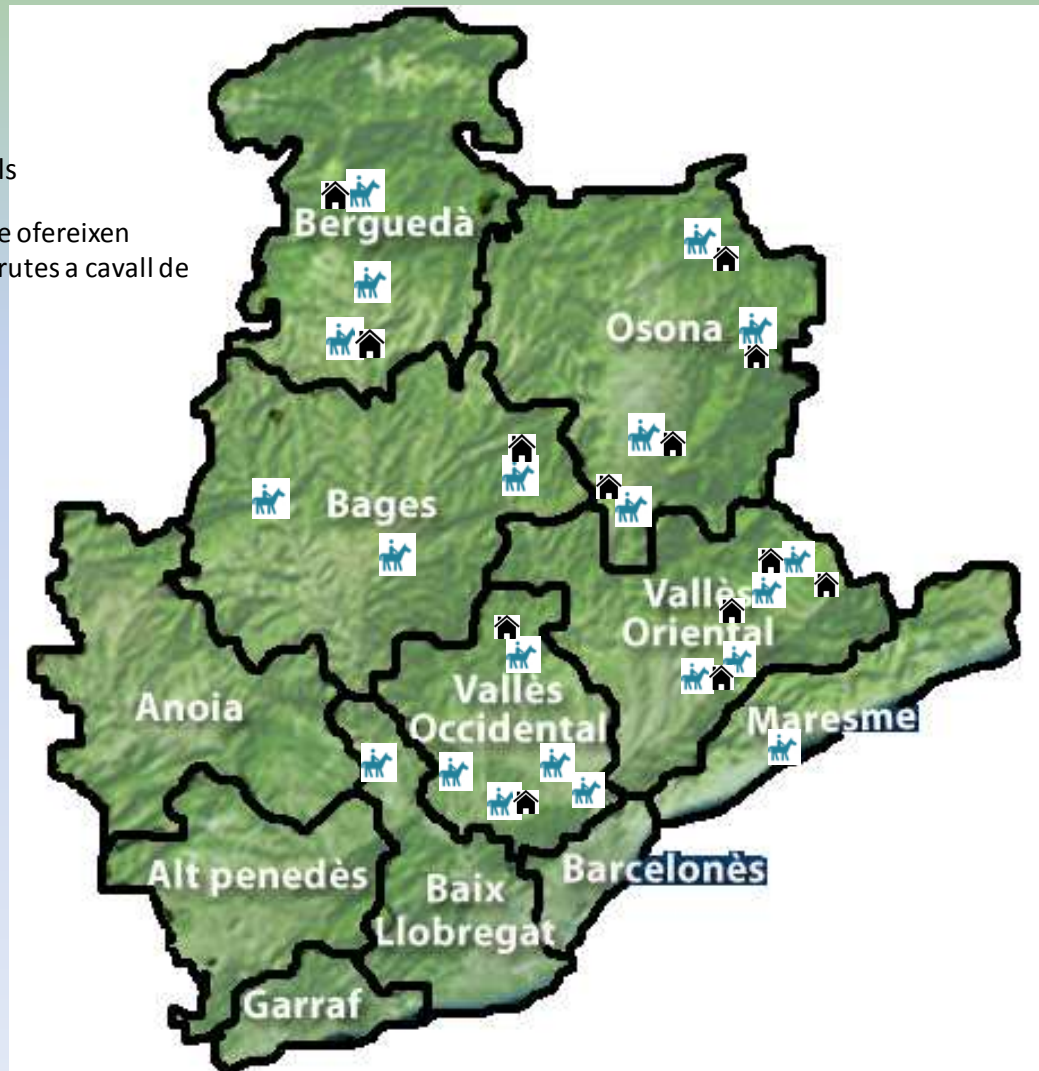 ls
e ofereixen
rutes a cavall de
Berguedà
Osona
Bages
Vallès
Oriental
Vallès
Occidental
Anoia
Maresme
Alt penedès
Baix
Llobregat
Barcelonès
Garraf